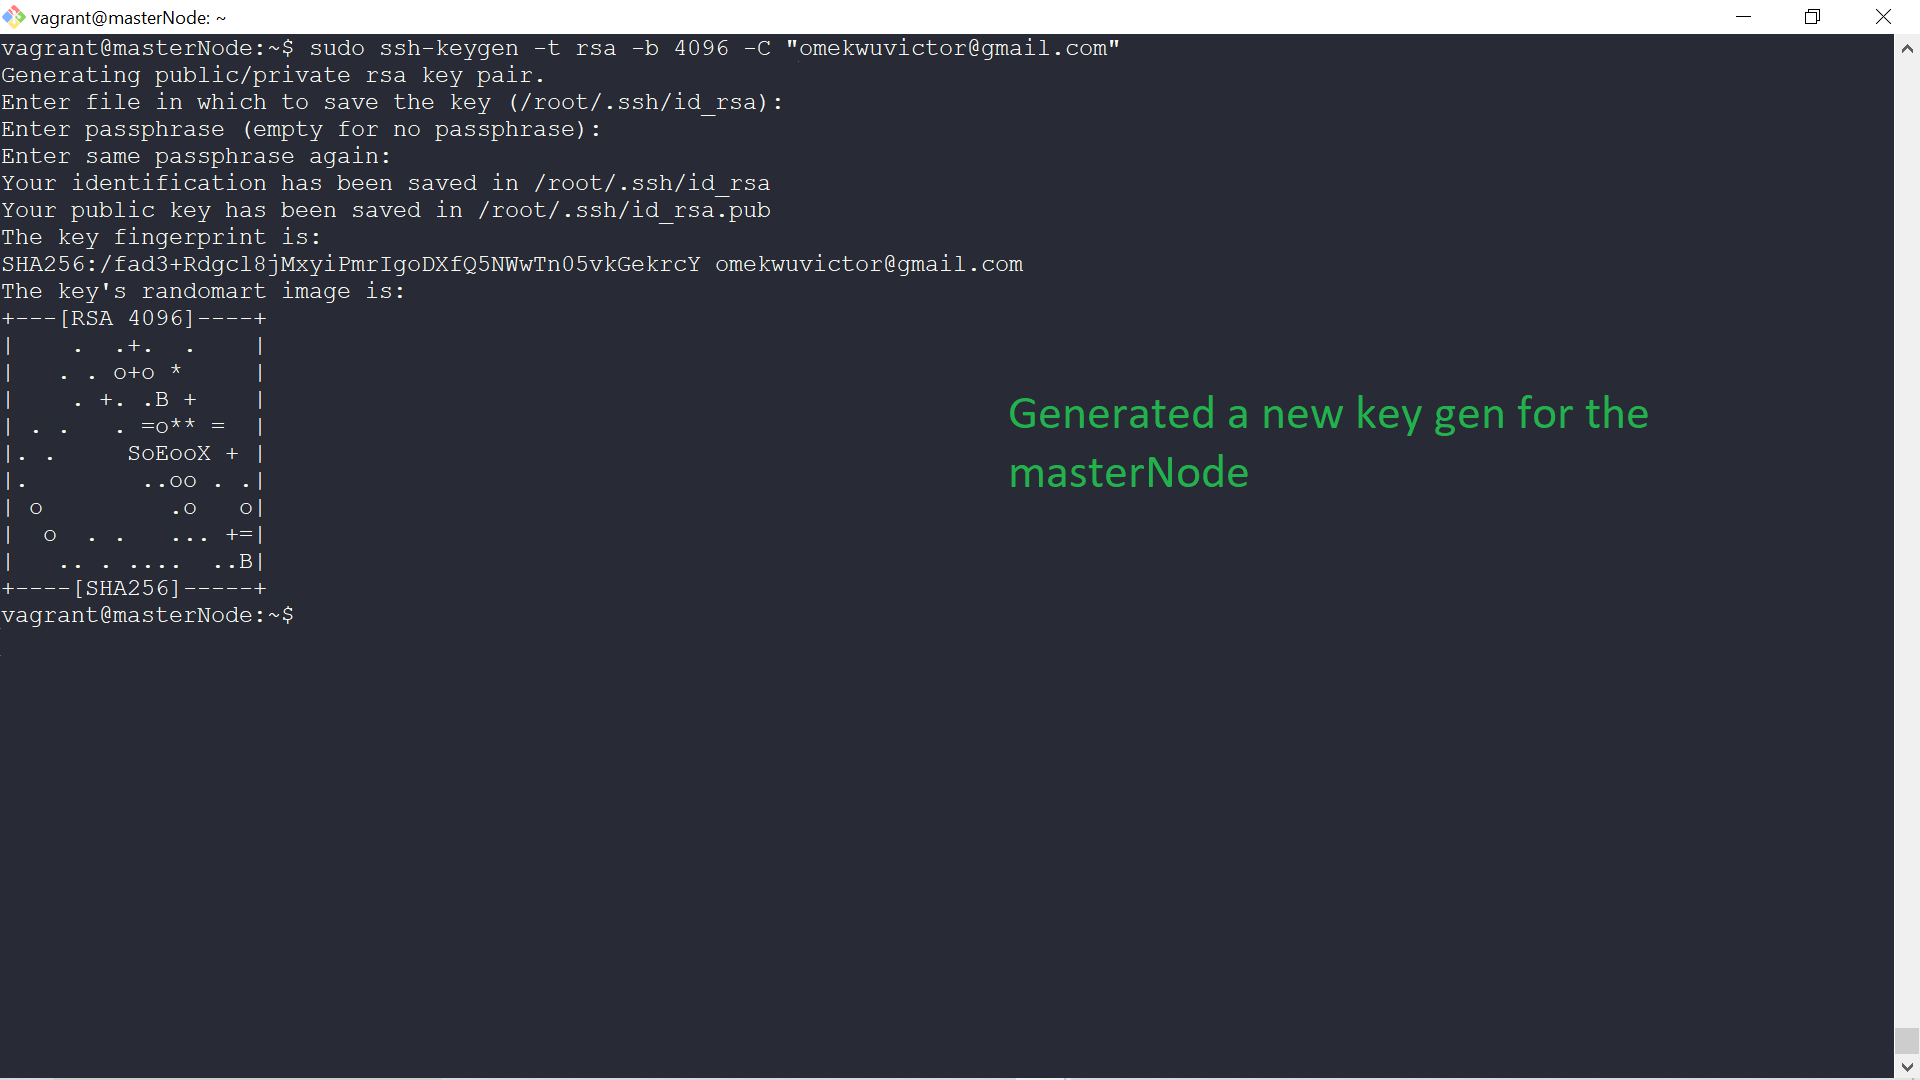 vagrant@masterNode: ~
vagrant@masterNode:~$ sudo ssh-keygen -t rsa -b 4096 -C "omekwuvictor@gmail.com"
Generating public/private rsa key pair.
Enter file in which to save the key (/root/.ssh/id_rsa):
Enter passphrase (empty for no passphrase):
Enter same passphrase again:
Your identification has been saved in /root/.ssh/id_rsa
Your public key has been saved in /root/.ssh/id_rsa.pub
The key fingerprint is:
SHA256:/fad3+Rdgcl8jMxyiPmrIgoDXfQ5NWwTn05vkGekrcY omekwuvictor@gmail.com
The key's randomart image is:
+---[RSA 4096]----+
|    .  .+.  .    |
|   . . o+o *     |
|    . +. .B +    |
| . .   . =o** =  |
|. .     SoEooX + |
|.        ..oo . .|
| o         .o   o|
|  o  . .   ... +=|
|   .. . ....  ..B|
+----[SHA256]-----+
vagrant@masterNode:~$
Generated a new key gen for the
masterNode